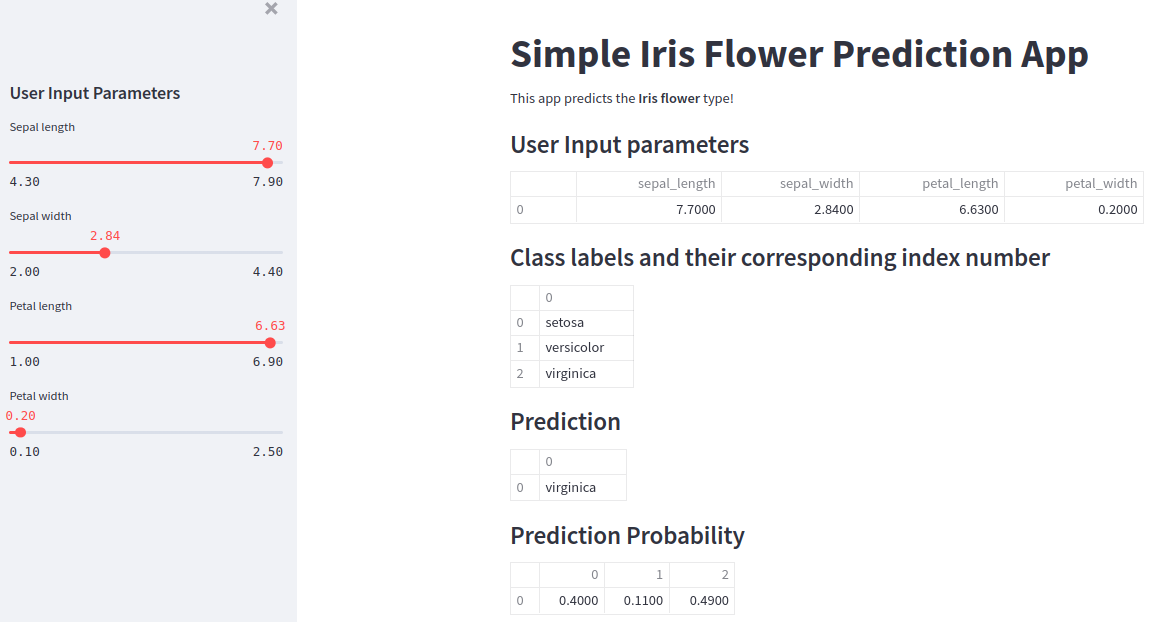 ×
User Input Parameters
Sepal length
7.70
4.30 7.90
Sepal width
2.84
2.00 4.40
Petal length
6.63
1.00 6.90
Petal width
0.20
0.10 2.50
Simple Iris Flower Prediction App
This app predicts the Iris flower type!
User Input parameters
sepal_length sepal_width petal_length petal_width
0 7.7000 2.8400 6.6300 0.2000
Class labels and their corresponding index number
0
0 setosa
1 versicolor
2 virginica
Prediction
0
0 virginica
Prediction Probability
0 1 2
0 0.4000 0.1100 0.4900